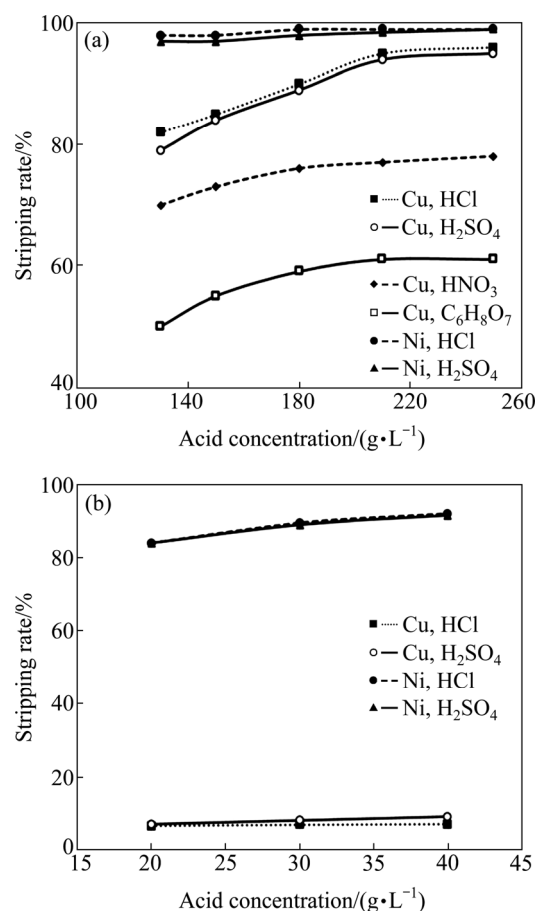 (a)
100
80
60
40
Stripping rate/%
Cu, HCl
Cu, H₂SO₄
Cu, HNO₃
Cu, C₆H₈O₇
Ni, HCl
Ni, H₂SO₄
100 140 180 220 260
Acid concentration/(g•L⁻¹)
(b)
100
80
60
40
20
0
Stripping rate/%
Cu, HCl
Cu, H₂SO₄
Ni, HCl
Ni, H₂SO₄
15 20 25 30 35 40 45
Acid concentration/(g•L⁻¹)